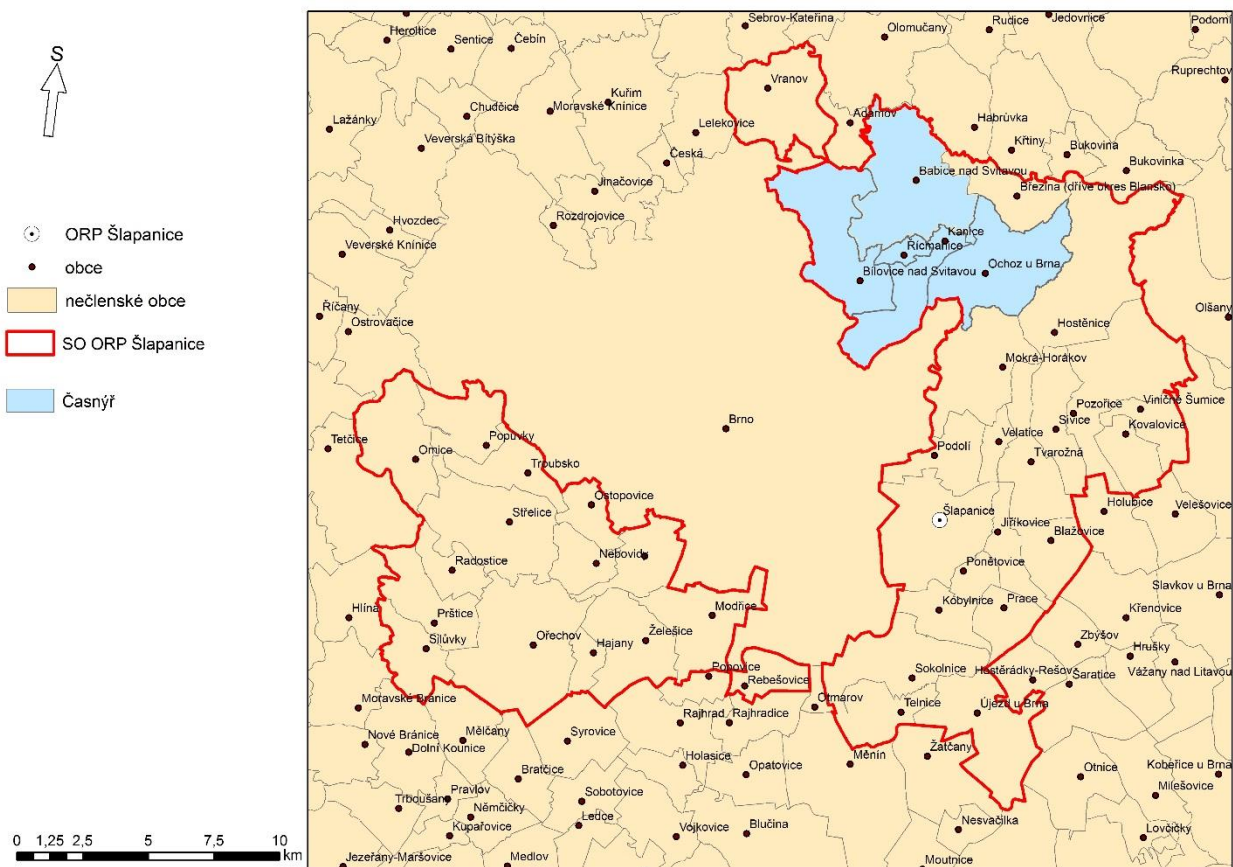 S
ORP Šlapanice
obce
nečlenské obce
SO ORP Šlapanice
Časnýř
0 1,25 2,5 5 7,5 10
km
Heroltice
Sentice
Čebín
Sebrov-Kateřina
Olomučany
Rudice
Jedovnice
Podomí
Ruprechtov
Vranov
Kuřim
Moravské Knínice
Chudčice
Lažánky
Veverská Bítýška
Lelekovice
Česká
Adamov
Habrůvka
Křtiny
Bukovina
Bukovinka
Jinačovice
Babice nad Svitavou
Březina (dříve okres Blansko)
Rozdrojovice
Hvozdec
Veverské Knínice
Kanice
Řícmanice
Bílovice nad Svitavou
Ochoz u Brna
Říčany
Ostrovačice
Olšany
Hostěnice
Mokrá-Horákov
Pozořice
Viničné Šumice
Sivice
Kovalovice
Brno
Tetčice
Omice
Popůvky
Troubsko
Podolí
Velatice
Tvarožná
Ostopovice
Střelice
Šlapanice
Jiříkovice
Blažovice
Holubice
Velešovice
Nebovidy
Radostice
Ponětovice
Slavkov u Brna
Hlína
Prštice
Modřice
Kobylnice
Prace
Křenovice
Silůvky
Ořechov
Hajany
Želešice
Zbýšov
Hrušky
Vážany nad Litavou
Popovice
Rebešovice
Sokolnice
Hostěrádky-Rešov
Šaratice
Moravské Bránice
Otmarov
Telnice
Újezd u Brna
Rajhrad
Rajhradice
Nové Bránice
Dolní Kounice
Mělčany
Syrovice
Holasice
Opatovice
Měnín
Žatčany
Otnice
Kobeřice u Brna
Milešovice
Bratčice
Trboušany
Pravlov
Němčičky
Kupařovice
Sobotovice
Ledce
Vojkovice
Blučina
Nesvačilka
Lovčičky
Jezeřany-Maršovice
Medlov
Moutnice